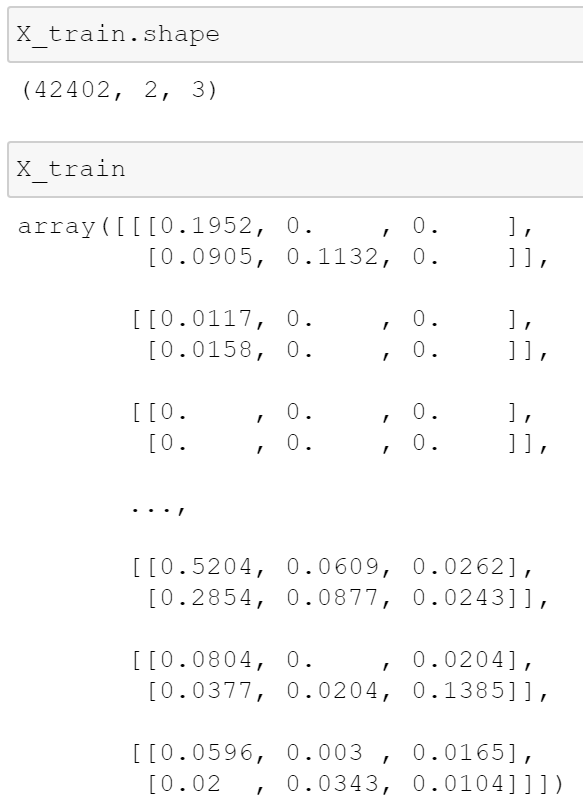 X_train.shape
(42402, 2, 3)
X_train
array([[[0.1952, 0.    , 0.    ],
        [0.0905, 0.1132, 0.    ]],
       [[0.0117, 0.    , 0.    ],
        [0.0158, 0.    , 0.    ]],
       [[0.    , 0.    , 0.    ],
        [0.    , 0.    , 0.    ]],
       ...,
       [[0.5204, 0.0609, 0.0262],
        [0.2854, 0.0877, 0.0243]],
       [[0.0804, 0.    , 0.0204],
        [0.0377, 0.0204, 0.1385]],
       [[0.0596, 0.003 , 0.0165],
        [0.02  , 0.0343, 0.0104]]])